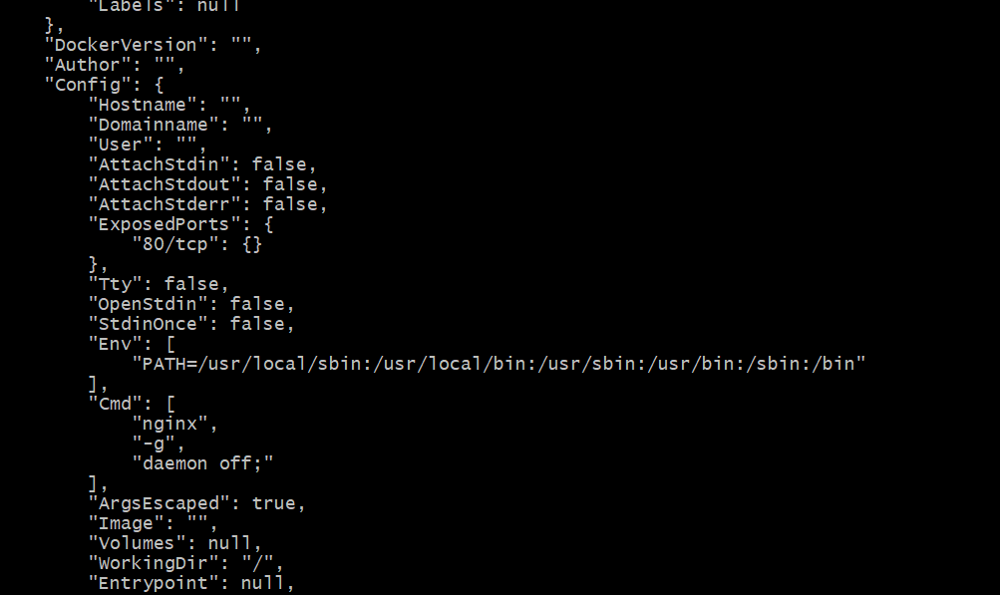 "Labels": null
},
"DockerVersion": "",
"Author": "",
"Config": {
"Hostname": "",
"Domainname": "",
"User": "",
"AttachStdin": false,
"AttachStdout": false,
"AttachStderr": false,
"ExposedPorts": {
"80/tcp": {}
},
"Tty": false,
"OpenStdin": false,
"StdinOnce": false,
"Env": [
"PATH=/usr/local/sbin:/usr/local/bin:/usr/sbin:/usr/bin:/sbin:/bin"
],
"Cmd": [
"nginx",
"-g",
"daemon off;"
],
"ArgsEscaped": true,
"Image": "",
"Volumes": null,
"WorkingDir": "/",
"Entrypoint": null,